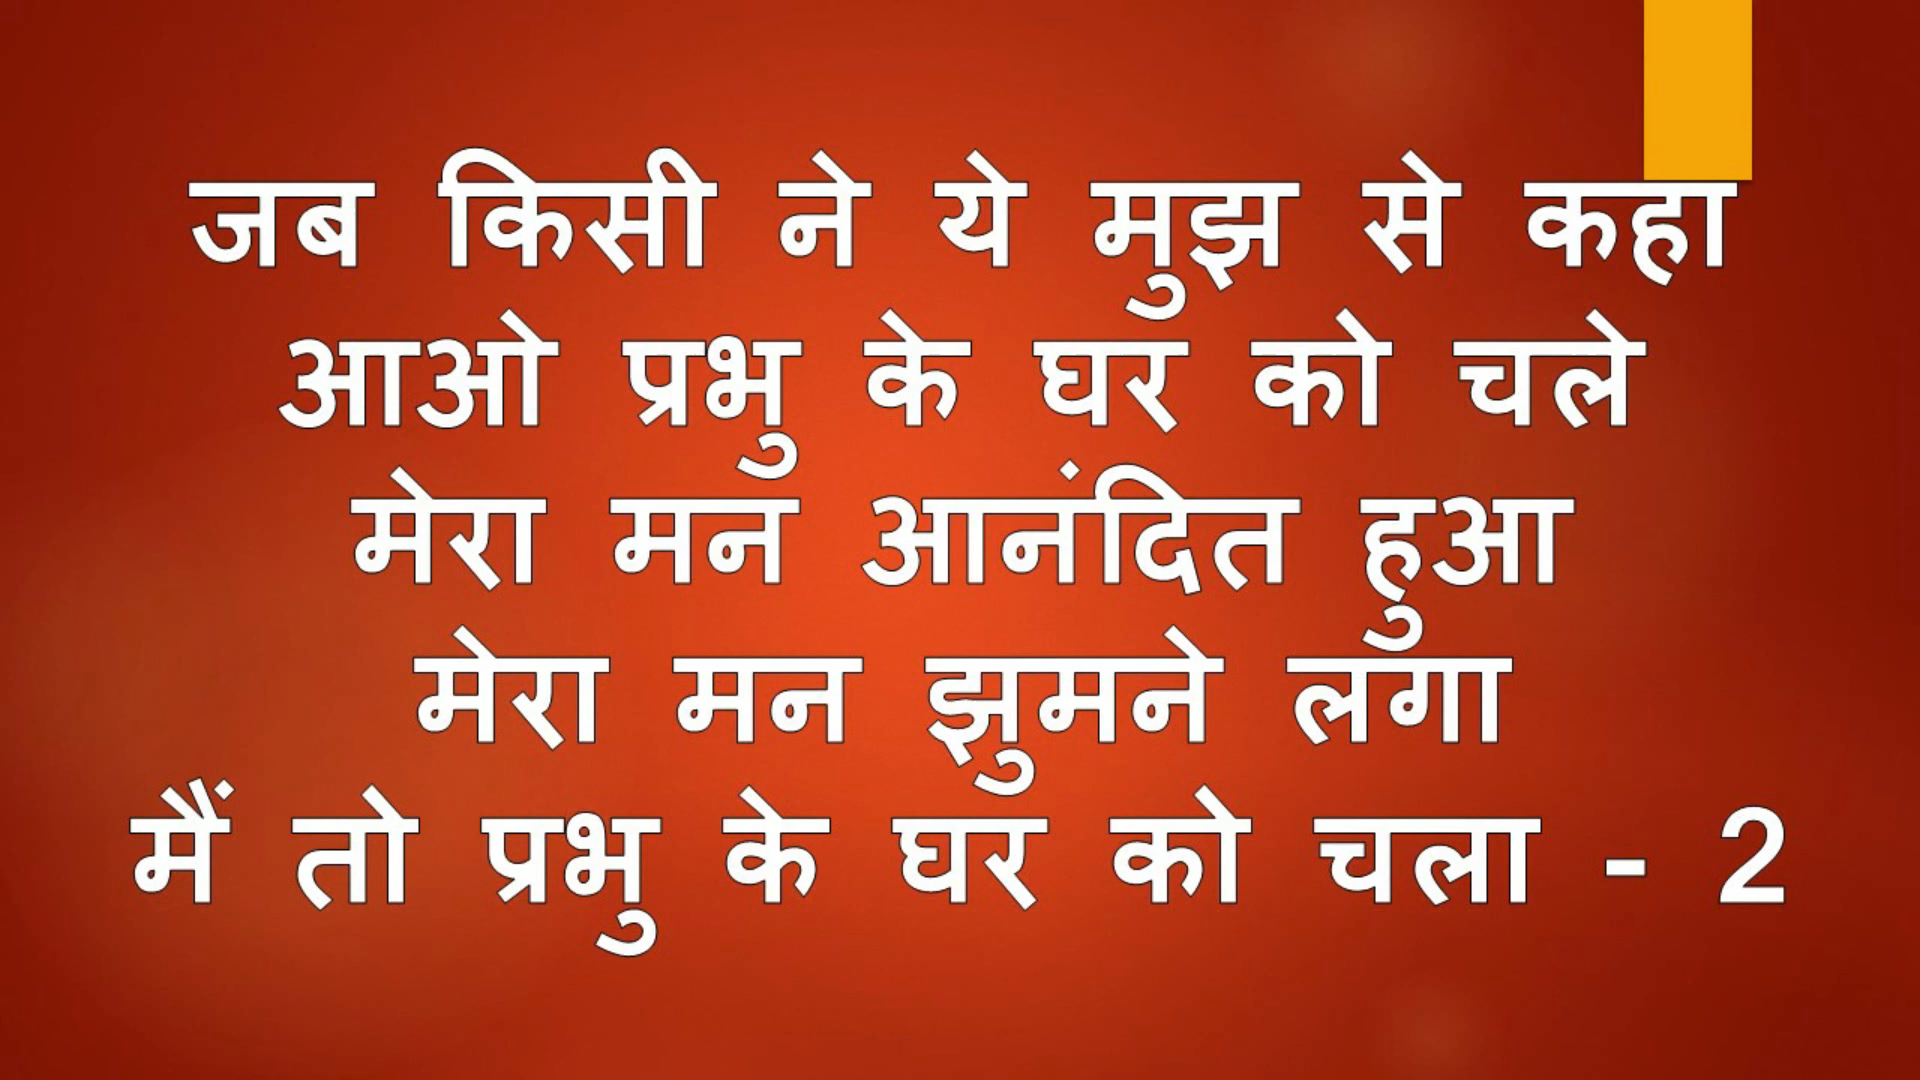 जब किसी ने ये मुझ से कहा
आओ प्रभु के घर को चले
मेरा मन आनंदित हुआ
मेरा मन झुमने लगा
मैं तो प्रभु के घर को चला - 2